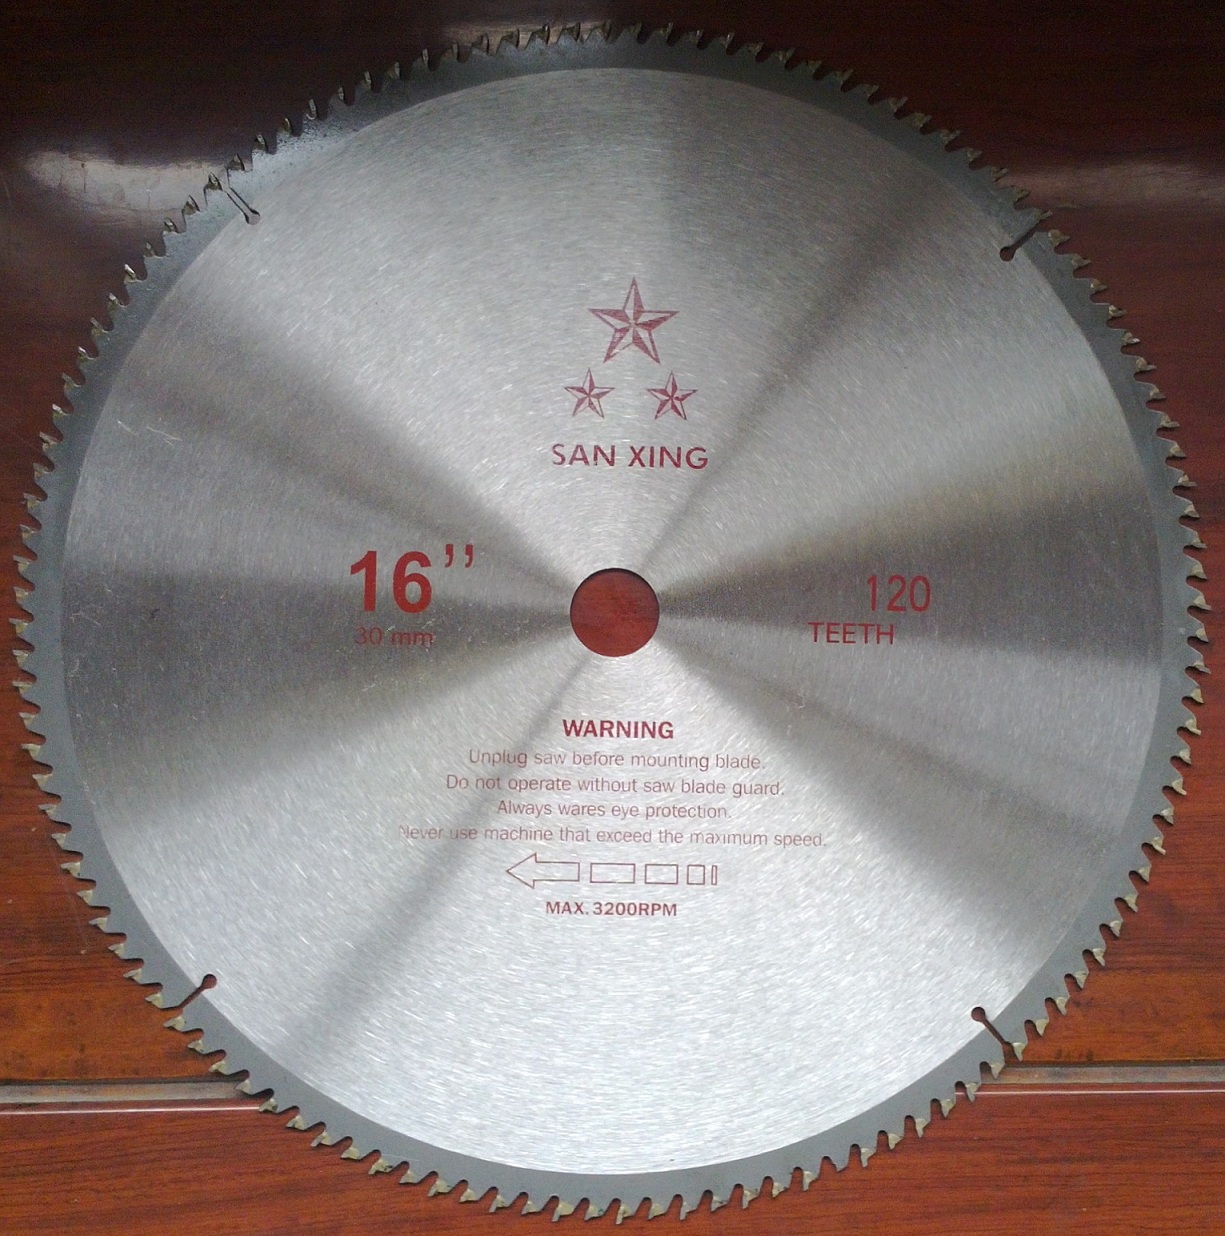 SAN XING
16’’
30 mm
120
TEETH
WARNING
Unplug saw before mounting blade.
Do not operate without saw blade guard.
Always wares eye protection.
Never use machine that exceed the maximum speed.
MAX. 3200RPM